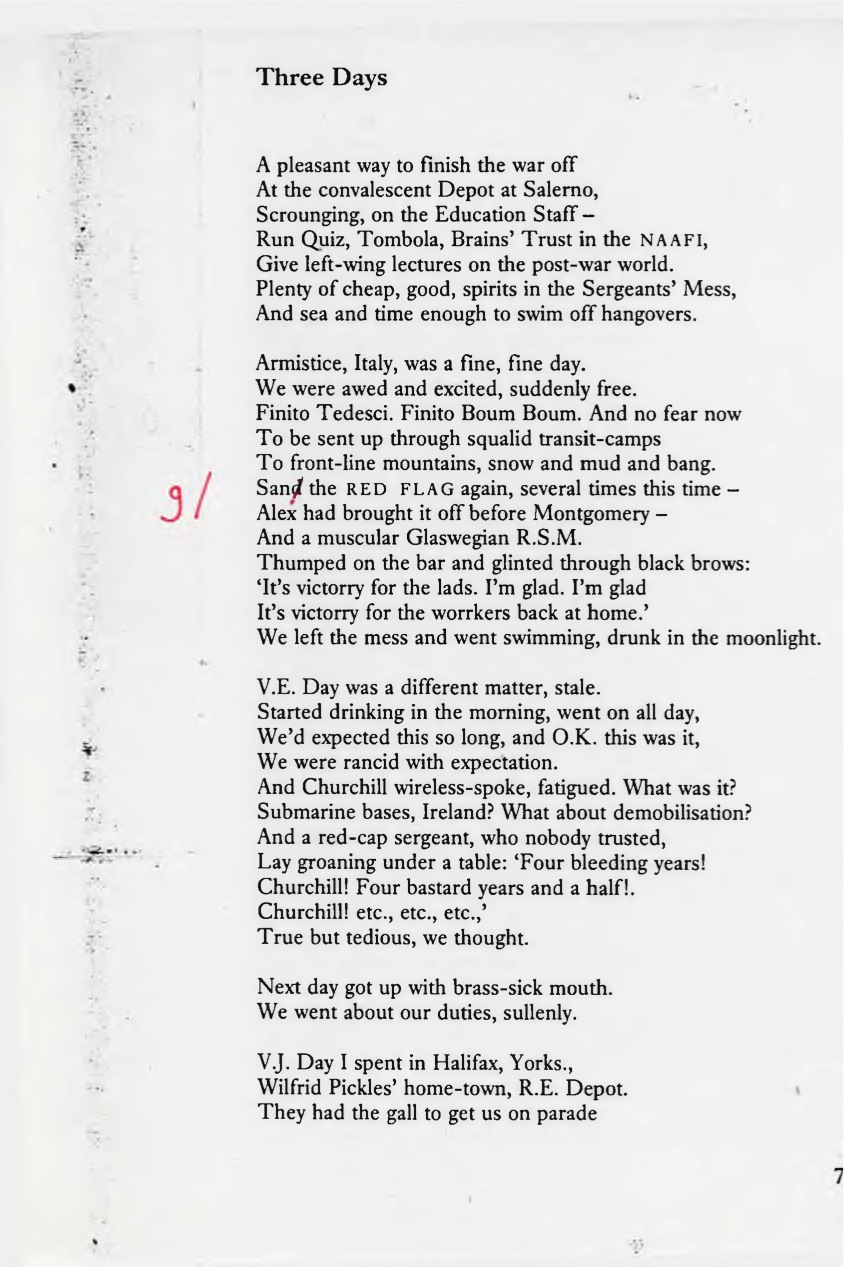 Three Days
A pleasant way to finish the war off
At the convalescent Depot at Salerno,
Scrounging, on the Education Staff –
Run Quiz, Tombola, Brains' Trust in the NAAFI,
Give left-wing lectures on the post-war world.
Plenty of cheap, good, spirits in the Sergeants' Mess,
And sea and time enough to swim off hangovers.
Armistice, Italy, was a fine, fine day.
We were awed and excited, suddenly free.
Finito Tedesci. Finito Boum Boum. And no fear now
To be sent up through squalid transit-camps
To front-line mountains, snow and mud and bang.
g/ Sand the RED FLAG again, several times this time –
Alex had brought it off before Montgomery –
And a muscular Glaswegian R.S.M.
Thumped on the bar and glinted through black brows:
'It's victorry for the lads. I'm glad. I'm glad
It's victorry for the worrkers back at home.'
We left the mess and went swimming, drunk in the moonlight.
V.E. Day was a different matter, stale.
Started drinking in the morning, went on all day,
We'd expected this so long, and O.K. this was it,
We were rancid with expectation.
And Churchill wireless-spoke, fatigued. What was it?
Submarine bases, Ireland? What about demobilisation?
And a red-cap sergeant, who nobody trusted,
Lay groaning under a table: 'Four bleeding years!
Churchill! Four bastard years and a half!.
Churchill! etc., etc., etc.,'
True but tedious, we thought.
Next day got up with brass-sick mouth.
We went about our duties, sullenly.
V.J. Day I spent in Halifax, Yorks.,
Wilfrid Pickles' home-town, R.E. Depot.
They had the gall to get us on parade
7